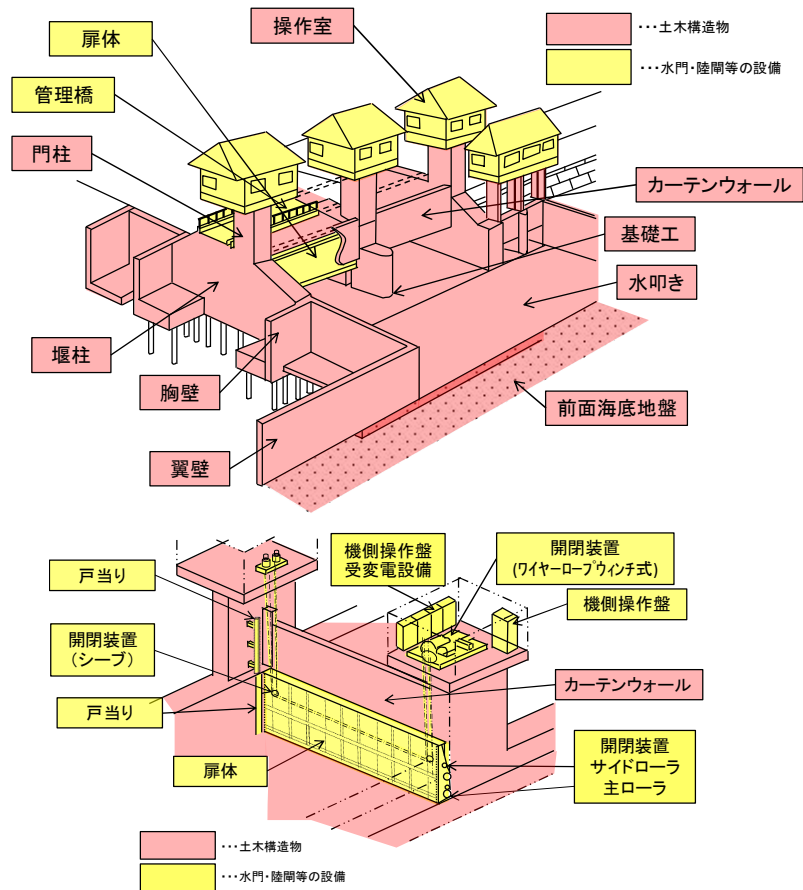 扉体
操作室
・・・土木構造物
・・・水門・陸閘等の設備
管理橋
門柱
カーテンウォール
基礎工
水叩き
堰柱
胸壁
前面海底地盤
翼壁
戸当り
機側操作盤
受変電設備
開閉装置
(ワイヤーロープウィンチ式)
機側操作盤
開閉装置
(シーブ)
カーテンウォール
戸当り
扉体
開閉装置
サイドローラ
主ローラ
・・・土木構造物
・・・水門・陸閘等の設備